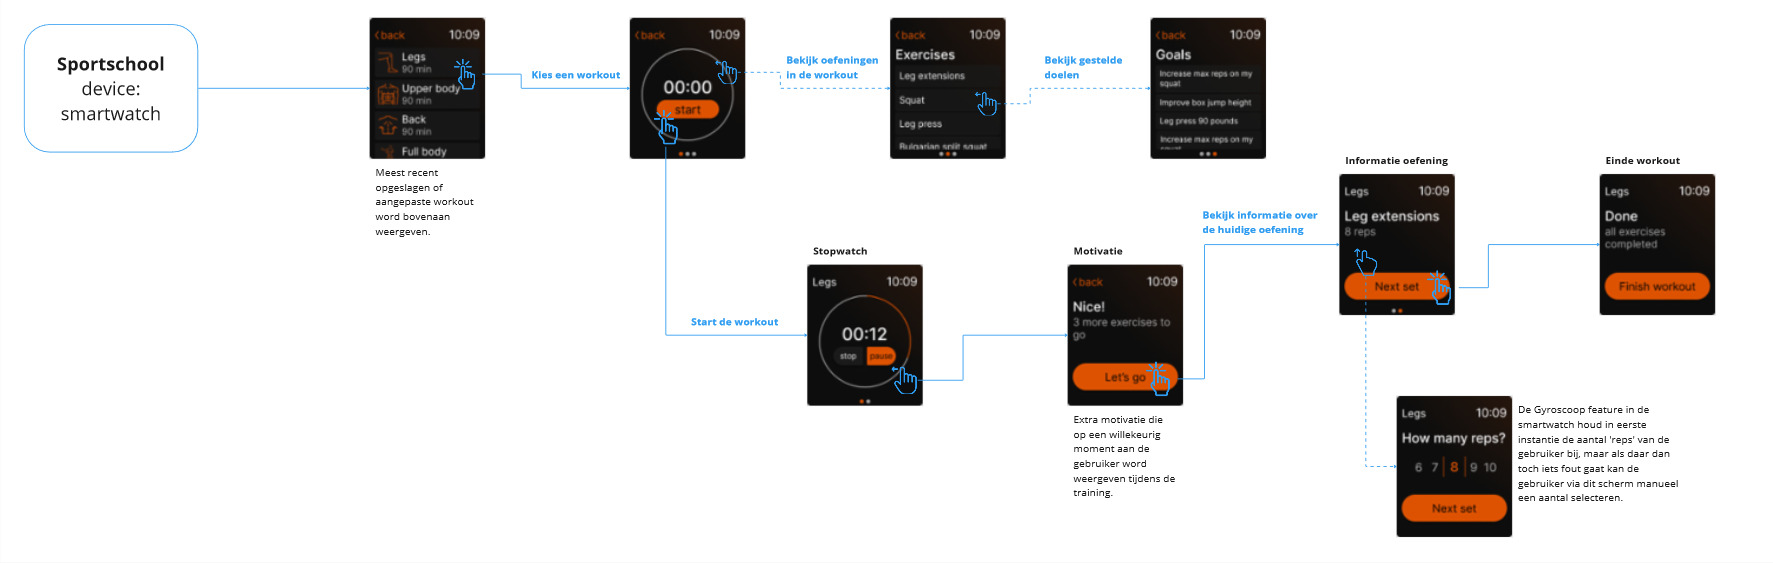 Sportschool
device:
smartwatch
‹back 10:09
Legs
90 min
Upper body
90 min
Back
90 min
Full body
Meest recent
opgeslagen of
aangepaste workout
word bovenaan
weergeven.
Kies een workout
‹back 10:09
00:00
start
Bekijk oefeningen
in de workout
‹back 10:09
Exercises
Leg extensions
Squat
Leg press
Bulgarian split squat
Bekijk gestelde
doelen
‹back 10:09
Goals
Increase max reps on my
squat
Improve box jump height
Leg press 90 pounds
Increase max reps on my
squat
Start de workout
Stopwatch
Legs 10:09
00:12
stop pause
Motivatie
‹back 10:09
Nice!
3 more exercises to
go
Let's go
Extra motivatie die
op een willekeurig
moment aan de
gebruiker word
weergeven tijdens de
training.
Bekijk informatie over
de huidige oefening
Informatie oefening
Legs 10:09
Leg extensions
8 reps
Next set
Einde workout
Legs 10:09
Done
all exercises
completed
Finish workout
Legs 10:09
How many reps?
6 7 8 9 10
Next set
De Gyroscoop feature in de
smartwatch houd in eerste
instantie de aantal 'reps' van de
gebruiker bij, maar als daar dan
toch iets fout gaat kan de
gebruiker via dit scherm manueel
een aantal selecteren.